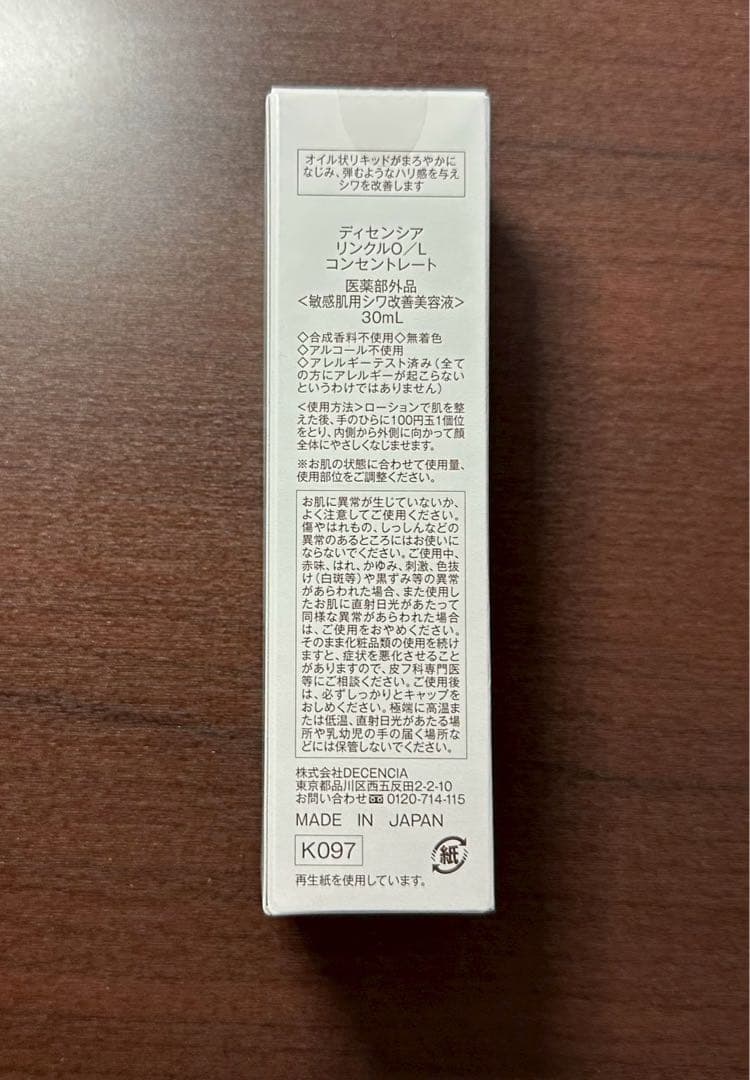 オイル状リキッドがまろやかに
なじみ、弾むようなハリ感を与え
シワを改善します
ディセンシア
リンクルO／L
コンセントレート
医薬部外品
＜敏感肌用シワ改善美容液＞
30mL
◇合成香料不使用◇無着色
◇アルコール不使用
◇アレルギーテスト済み（全て
の方にアレルギーが起こらない
というわけではありません）
＜使用方法＞ローションで肌を整
えた後、手のひらに100円玉1個位
をとり、内側から外側に向かって顔
全体にやさしくなじませます。
※お肌の状態に合わせて使用量、
使用部位をご調整ください。
お肌に異常が生じていないか、
よく注意してご使用ください。
傷やはれもの、しっしんなどの
異常のあるところにはお使いに
ならないでください。ご使用中、
赤味、はれ、かゆみ、刺激、色抜
け（白斑等）や黒ずみ等の異常
があらわれた場合、また使用し
たお肌に直射日光があたって
同様な異常があらわれた場合
は、ご使用をおやめください。
そのまま化粧品類の使用を続け
ますと、症状を悪化させること
がありますので、皮フ科専門医
等にご相談ください。ご使用後
は、必ずしっかりとキャップを
おしめください。極端に高温ま
たは低温、直射日光があたる場
所や乳幼児の手の届く場所な
どには保管しないでください。
株式会社DECENCIA
東京都品川区西五反田2-2-10
お問い合わせ 0120-714-115
MADE IN JAPAN
K097
紙
再生紙を使用しています。